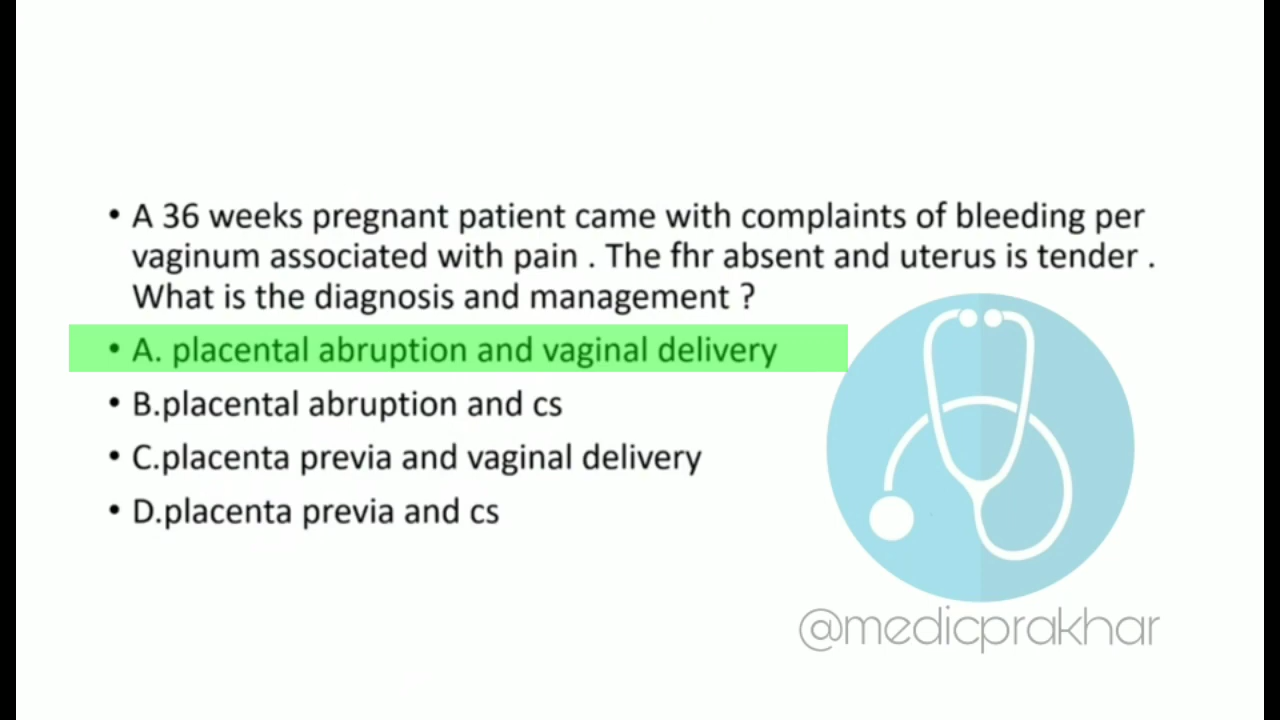 • A 36 weeks pregnant patient came with complaints of bleeding per
vaginum associated with pain . The fhr absent and uterus is tender .
What is the diagnosis and management ?
• A. placental abruption and vaginal delivery
• B.placental abruption and cs
• C.placenta previa and vaginal delivery
• D.placenta previa and cs
@medicprakhar